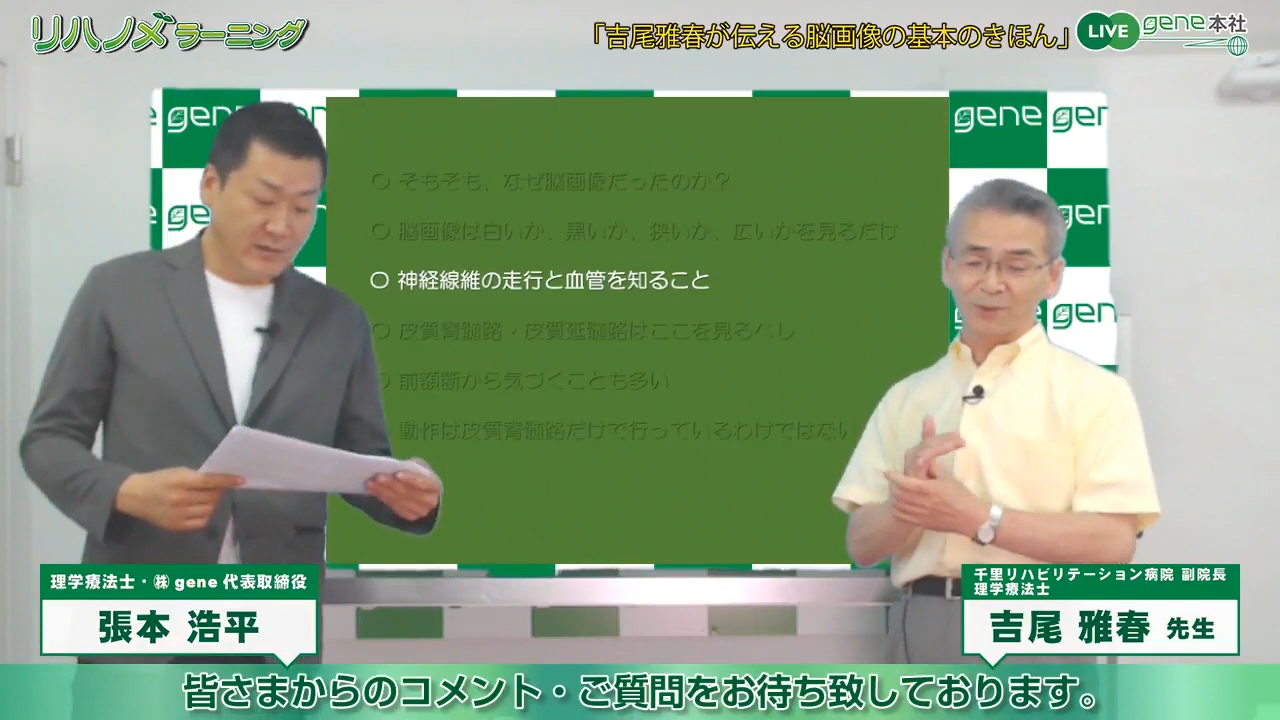 リハノメラーニング
「吉尾雅春が伝える脳画像の基本のきほん」
LIVE gene本社
gene gene
gene gene
gene
○ そもそも、なぜ脳画像だったのか？
○ 脳画像は白いか、黒いか、狭いか、広いかを見るだけ
○ 神経線維の走行と血管を知ること
○ 皮質脊髄路・皮質延髄路はここを見るべし
○ 前額断から気づくことも多い
動作は皮質脊髄路だけで行っているわけではない
理学療法士・㈱gene代表取締役
張本 浩平
千里リハビリテーション病院 副院長
理学療法士
吉尾 雅春 先生
皆さまからのコメント・ご質問をお待ち致しております。